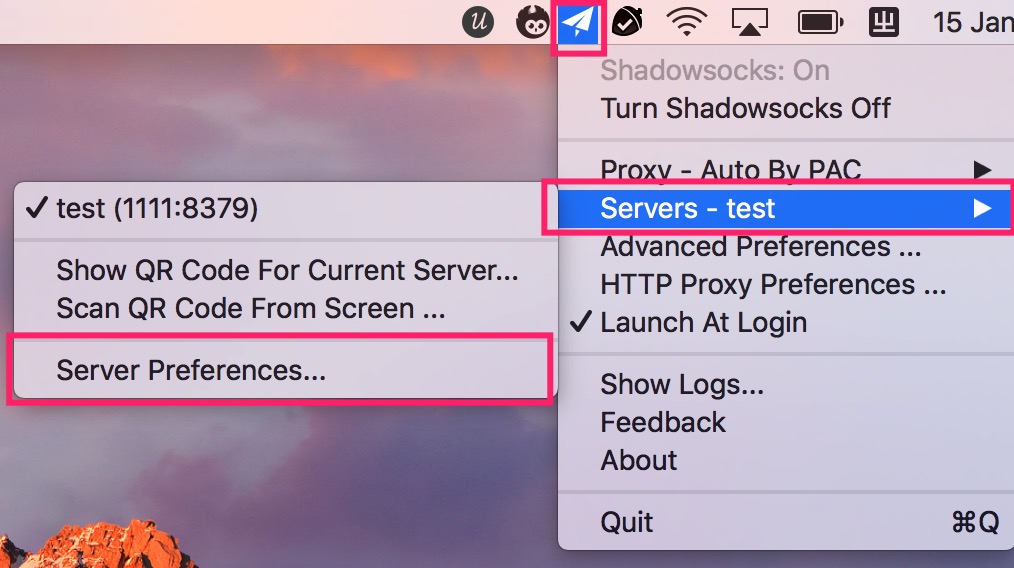 15 Jan
Shadowsocks: On
Turn Shadowsocks Off
Proxy - Auto By PAC
Servers - test
Advanced Preferences ...
HTTP Proxy Preferences ...
✓ Launch At Login
Show Logs...
Feedback
About
Quit ⌘Q
✓ test (1111:8379)
Show QR Code For Current Server...
Scan QR Code From Screen ...
Server Preferences...